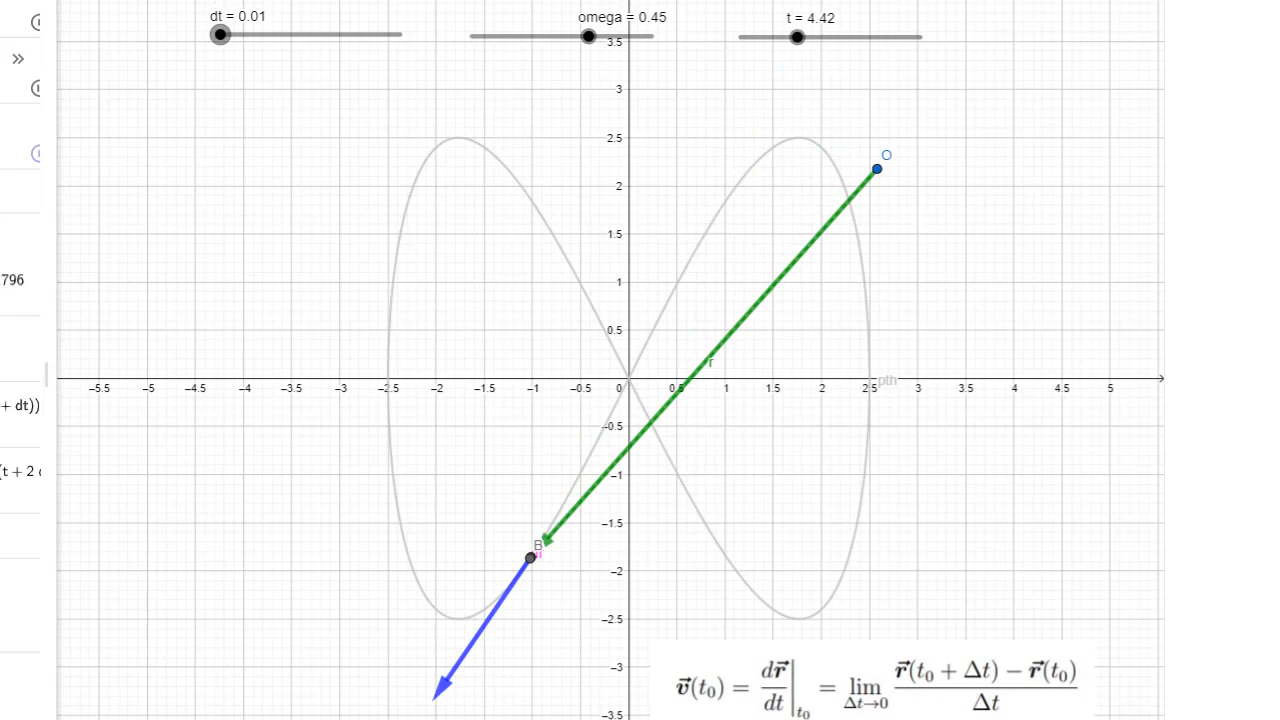 dt = 0.01
omega = 0.45
t = 4.42
3.5
3
2.5
O
2
1.5
796
1
0.5
r
−5.5 −5 −4.5 −4 −3.5 −3 −2.5 −2 −1.5 −1 −0.5 0 0.5 1 1.5 2 2.5 3 3.5 4 4.5 5
pth
+ dt))
−0.5
(t + 2
−1
−1.5
B
u
−2
−2.5
−3
v⃗(t₀) = dr⃗/dt |t₀ = lim Δt→0 r⃗(t₀ + Δt) − r⃗(t₀) / Δt
−3.5